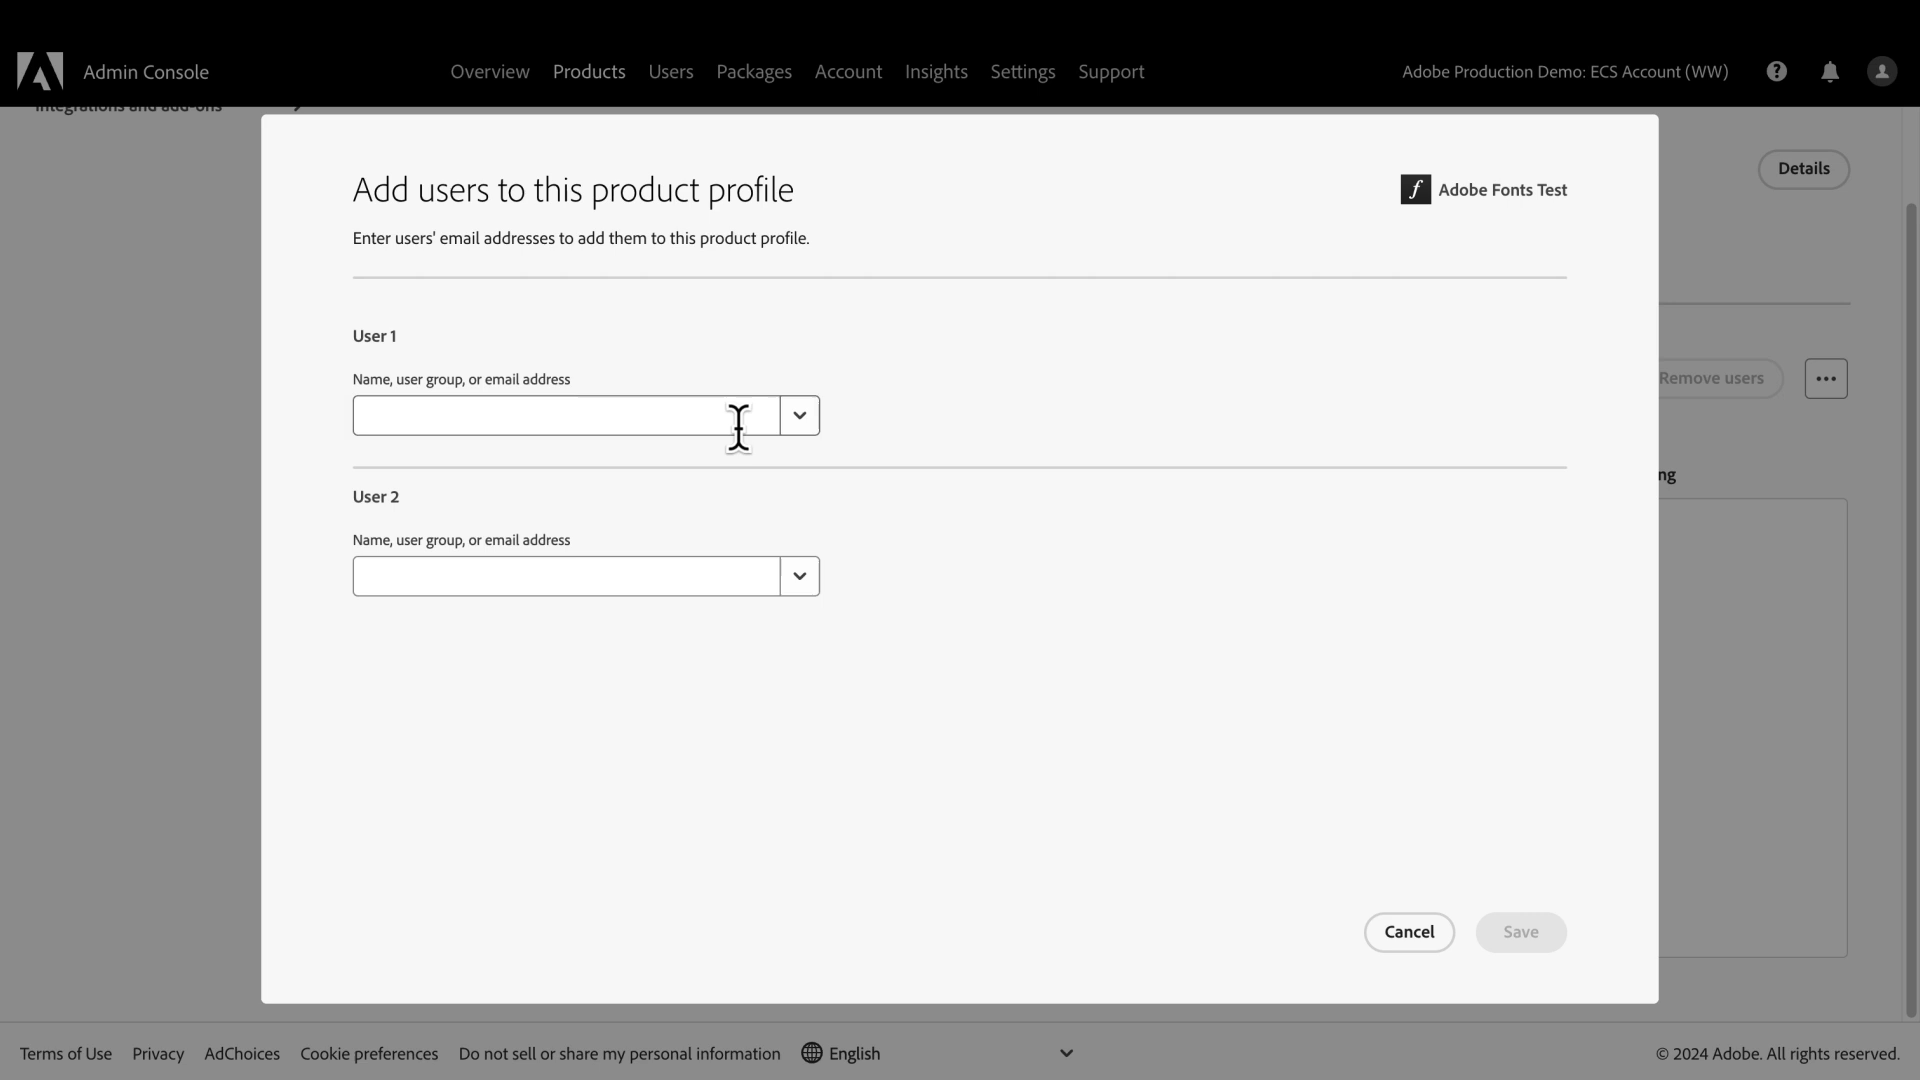 Admin Console
Overview Products Users Packages Account Insights Settings Support
Adobe Production Demo: ECS Account (WW)
Integrations and add-ons
Details
Add users to this product profile
Adobe Fonts Test
Enter users' email addresses to add them to this product profile.
User 1
Name, user group, or email address
Remove users
ng
User 2
Name, user group, or email address
Cancel Save
Terms of Use Privacy AdChoices Cookie preferences Do not sell or share my personal information English
© 2024 Adobe. All rights reserved.